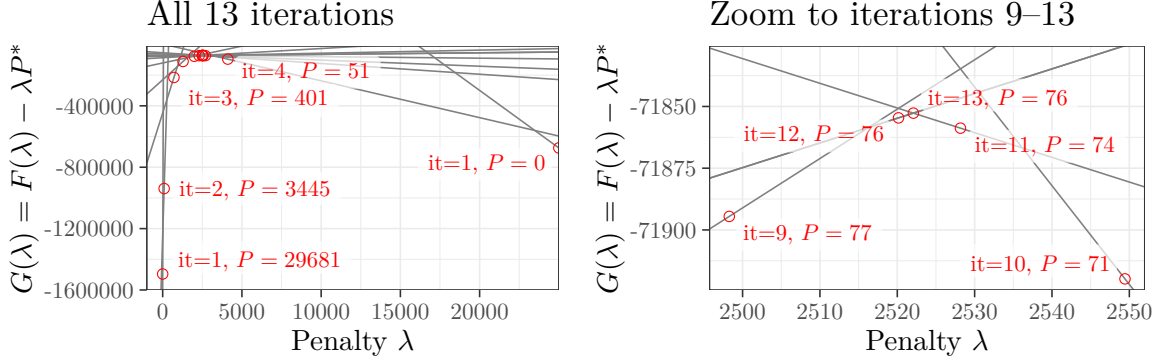 All 13 iterations
G(λ) = F(λ) − λP*
-400000
-800000
-1200000
-1600000
it=4, P = 51
it=3, P = 401
it=1, P = 0
it=2, P = 3445
it=1, P = 29681
0 5000 10000 15000 20000
Penalty λ
Zoom to iterations 9–13
G(λ) = F(λ) − λP*
-71850
-71875
-71900
it=13, P = 76
it=12, P = 76
it=11, P = 74
it=9, P = 77
it=10, P = 71
2500 2510 2520 2530 2540 2550
Penalty λ